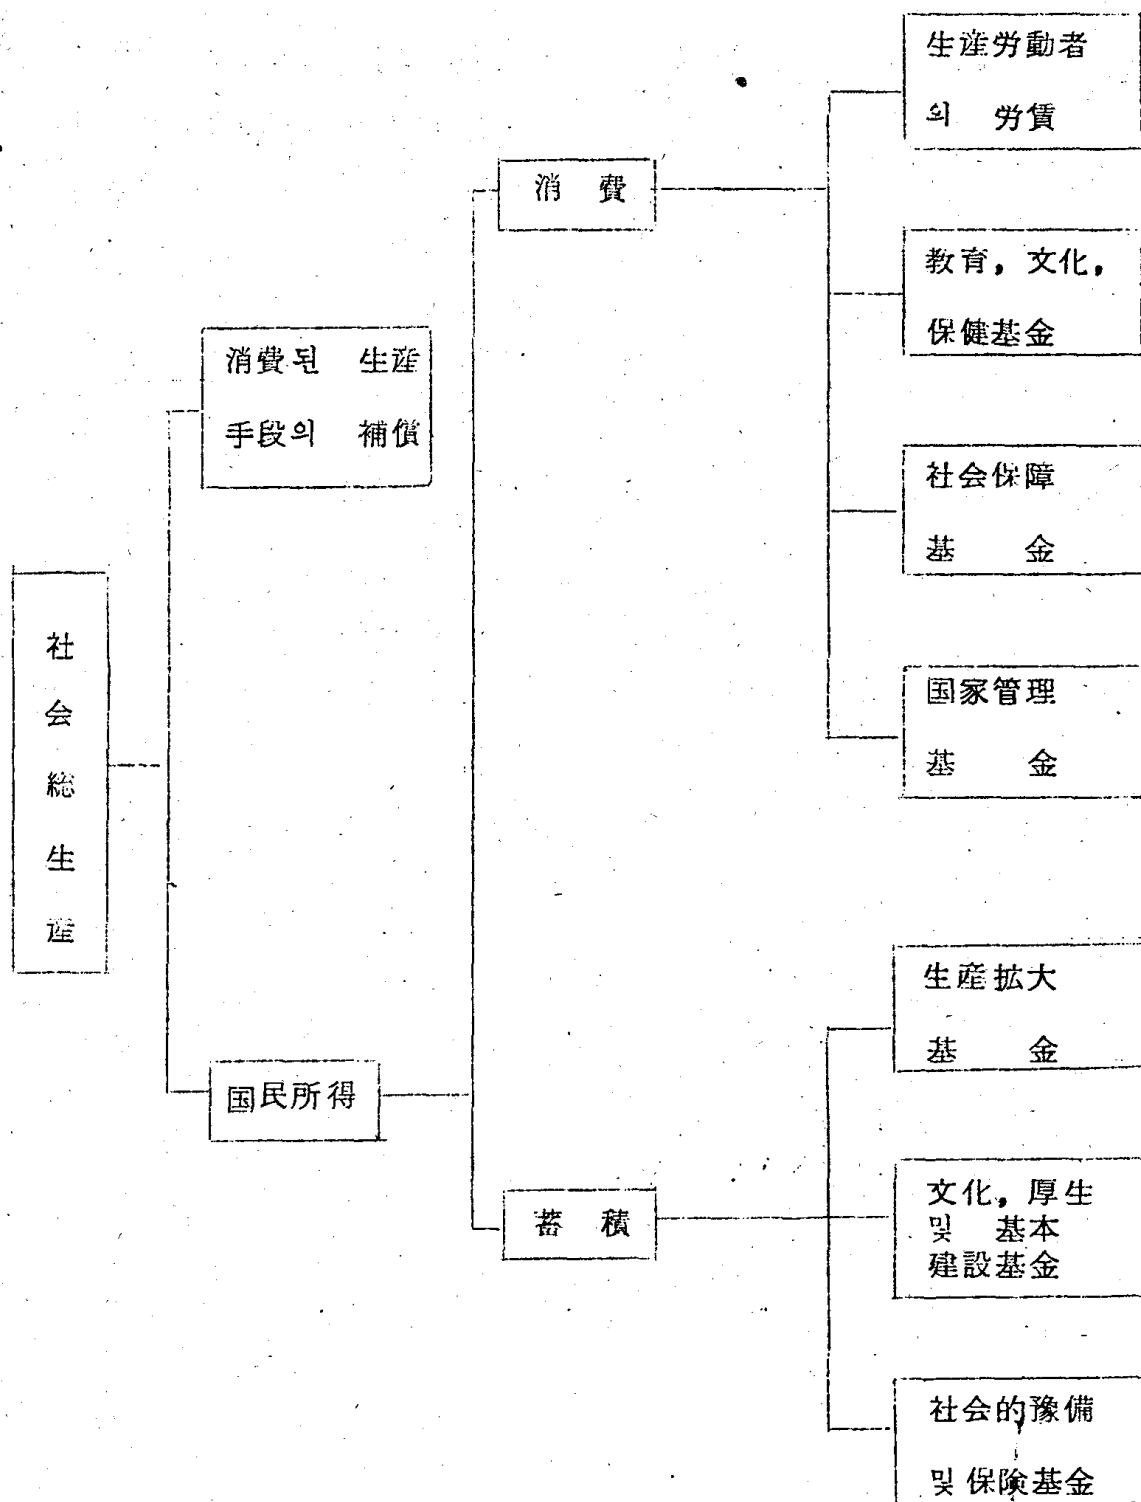 社会総生産
消費된 生産
手段의 補償
国民所得
消 費
蓄 積
生産労動者
의 労賃
教育, 文化,
保健基金
社会保障
基 金
国家管理
基 金
生産拡大
基 金
文化, 厚生
및 基本
建設基金
社会的豫備
및 保険基金